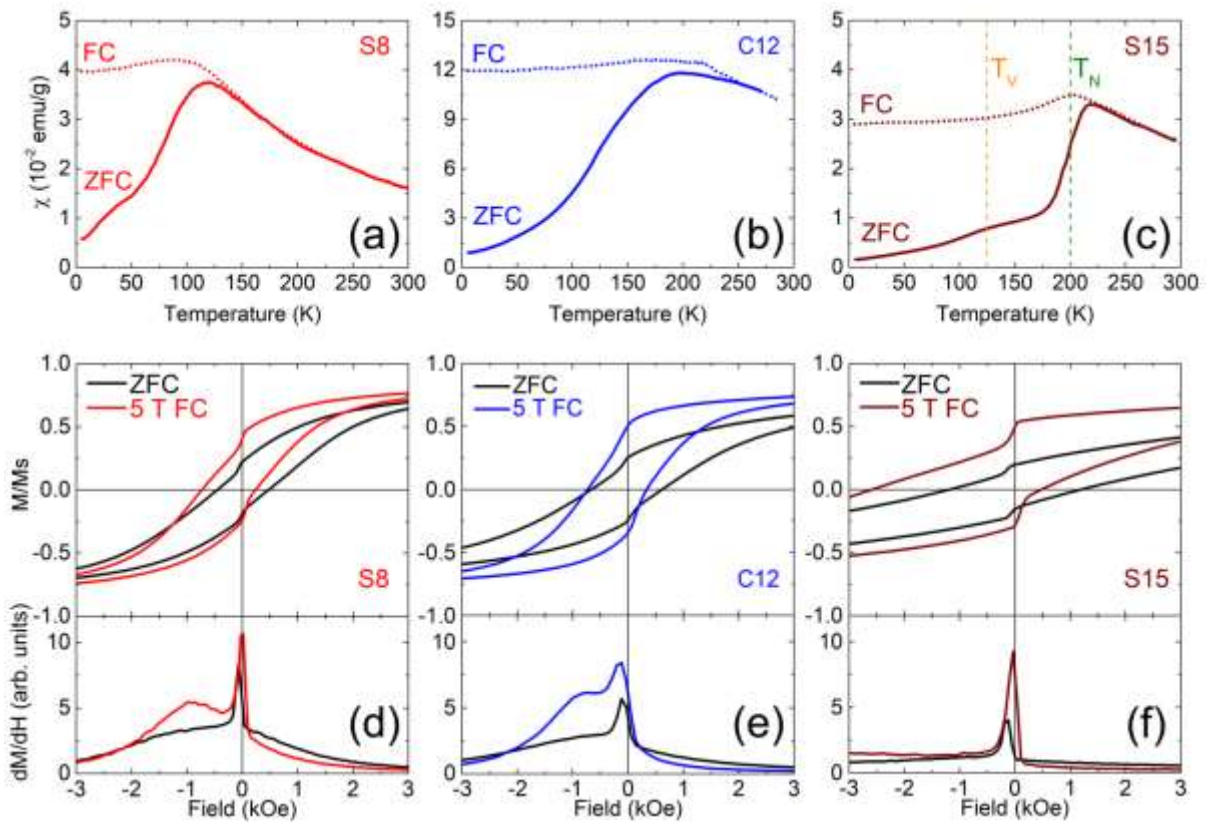 5
4
3
2
1
0
FC
ZFC
S8
(a)
χ (10⁻² emu/g)
0 50 100 150 200 250 300
Temperature (K)
15
12
9
6
3
0
FC
ZFC
C12
(b)
0 50 100 150 200 250 300
Temperature (K)
5
4
3
2
1
0
FC
ZFC
T_V
T_N
S15
(c)
0 50 100 150 200 250 300
Temperature (K)
1.0
0.5
0.0
-0.5
-1.0
M/Ms
ZFC
5 T FC
S8
10
5
0
dM/dH (arb. units)
(d)
-3 -2 -1 0 1 2 3
Field (kOe)
1.0
0.5
0.0
-0.5
-1.0
ZFC
5 T FC
C12
10
5
0
(e)
-3 -2 -1 0 1 2 3
Field (kOe)
1.0
0.5
0.0
-0.5
-1.0
ZFC
5 T FC
S15
10
5
0
(f)
-3 -2 -1 0 1 2 3
Field (kOe)